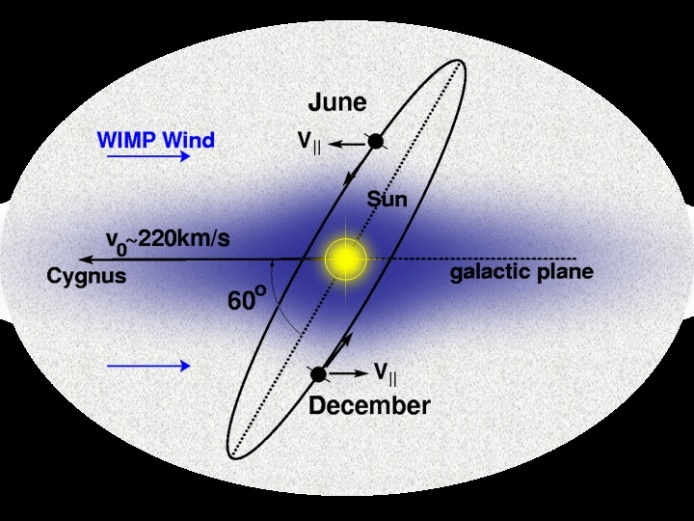 June
V||
WIMP Wind
Sun
v0~220km/s
Cygnus
galactic plane
60o
V||
December